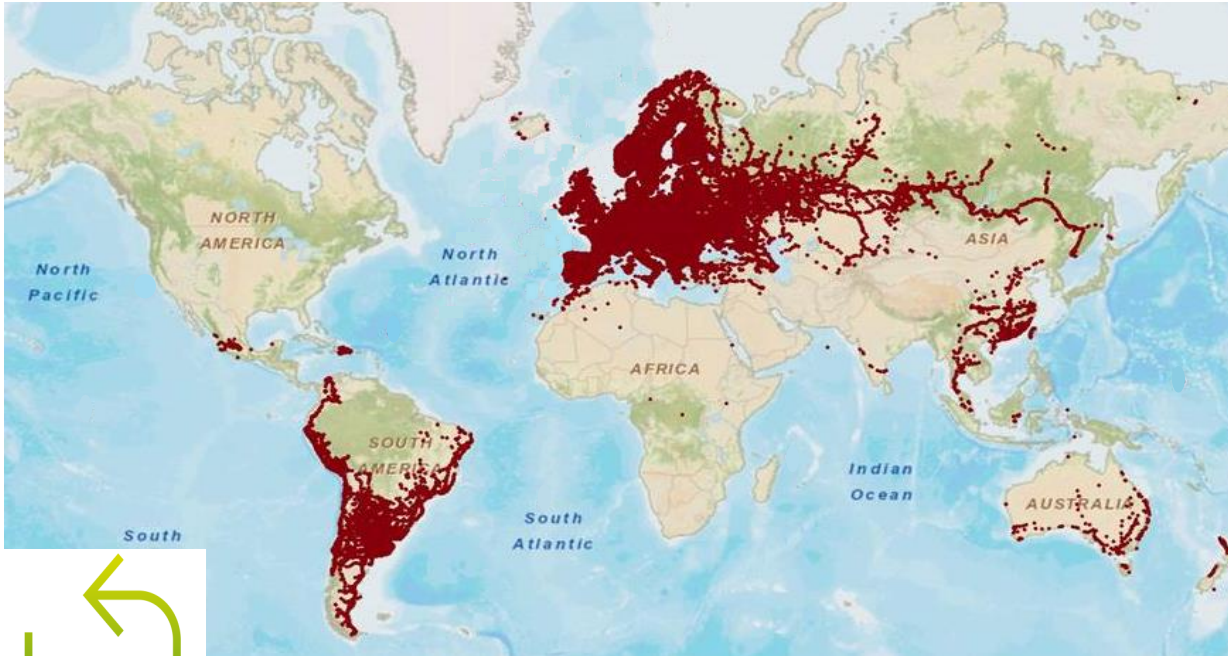 NORTH
AMERICA
ASIA
North
Pacific
North
Atlantic
AFRICA
SOUTH
AMERICA
Indian
Ocean
AUSTRALIA
South
Atlantic
South